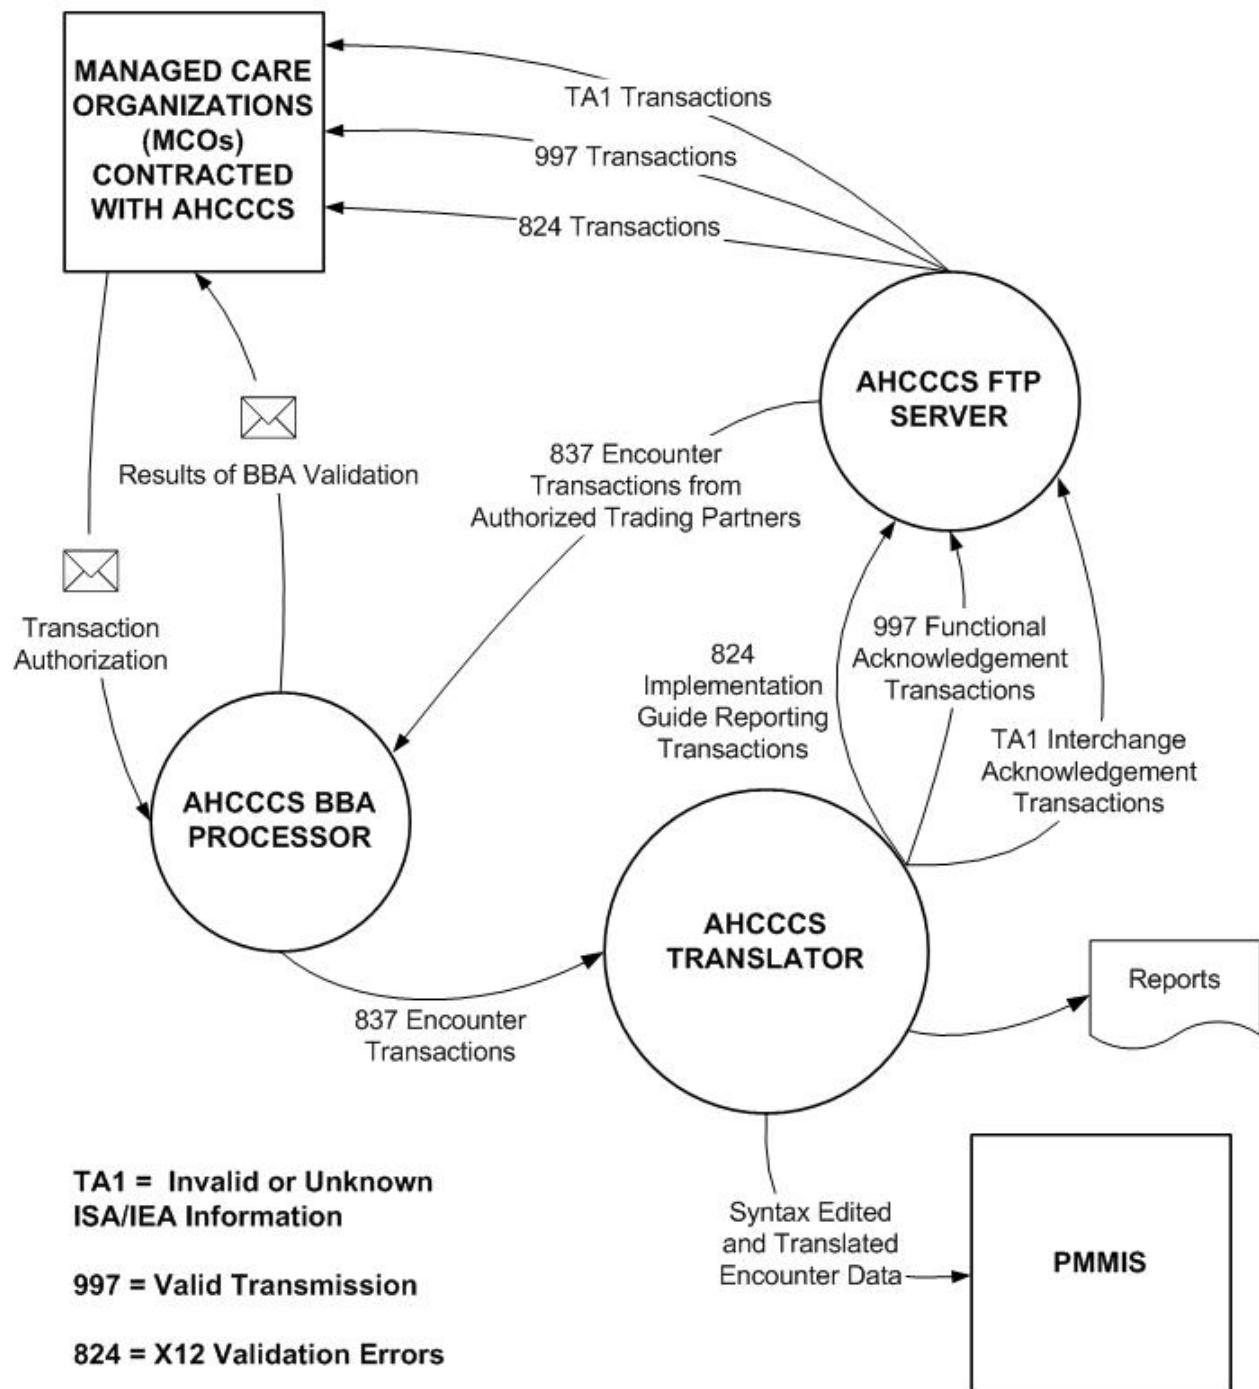 MANAGED CARE
ORGANIZATIONS
(MCOs)
CONTRACTED
WITH AHCCCS
TA1 Transactions
997 Transactions
824 Transactions
AHCCCS FTP
SERVER
837 Encounter
Transactions from
Authorized Trading Partners
Results of BBA Validation
Transaction
Authorization
824
Implementation
Guide Reporting
Transactions
997 Functional
Acknowledgement
Transactions
TA1 Interchange
Acknowledgement
Transactions
AHCCCS BBA
PROCESSOR
AHCCCS
TRANSLATOR
837 Encounter
Transactions
Reports
Syntax Edited
and Translated
Encounter Data
PMMIS
TA1 = Invalid or Unknown
ISA/IEA Information
997 = Valid Transmission
824 = X12 Validation Errors